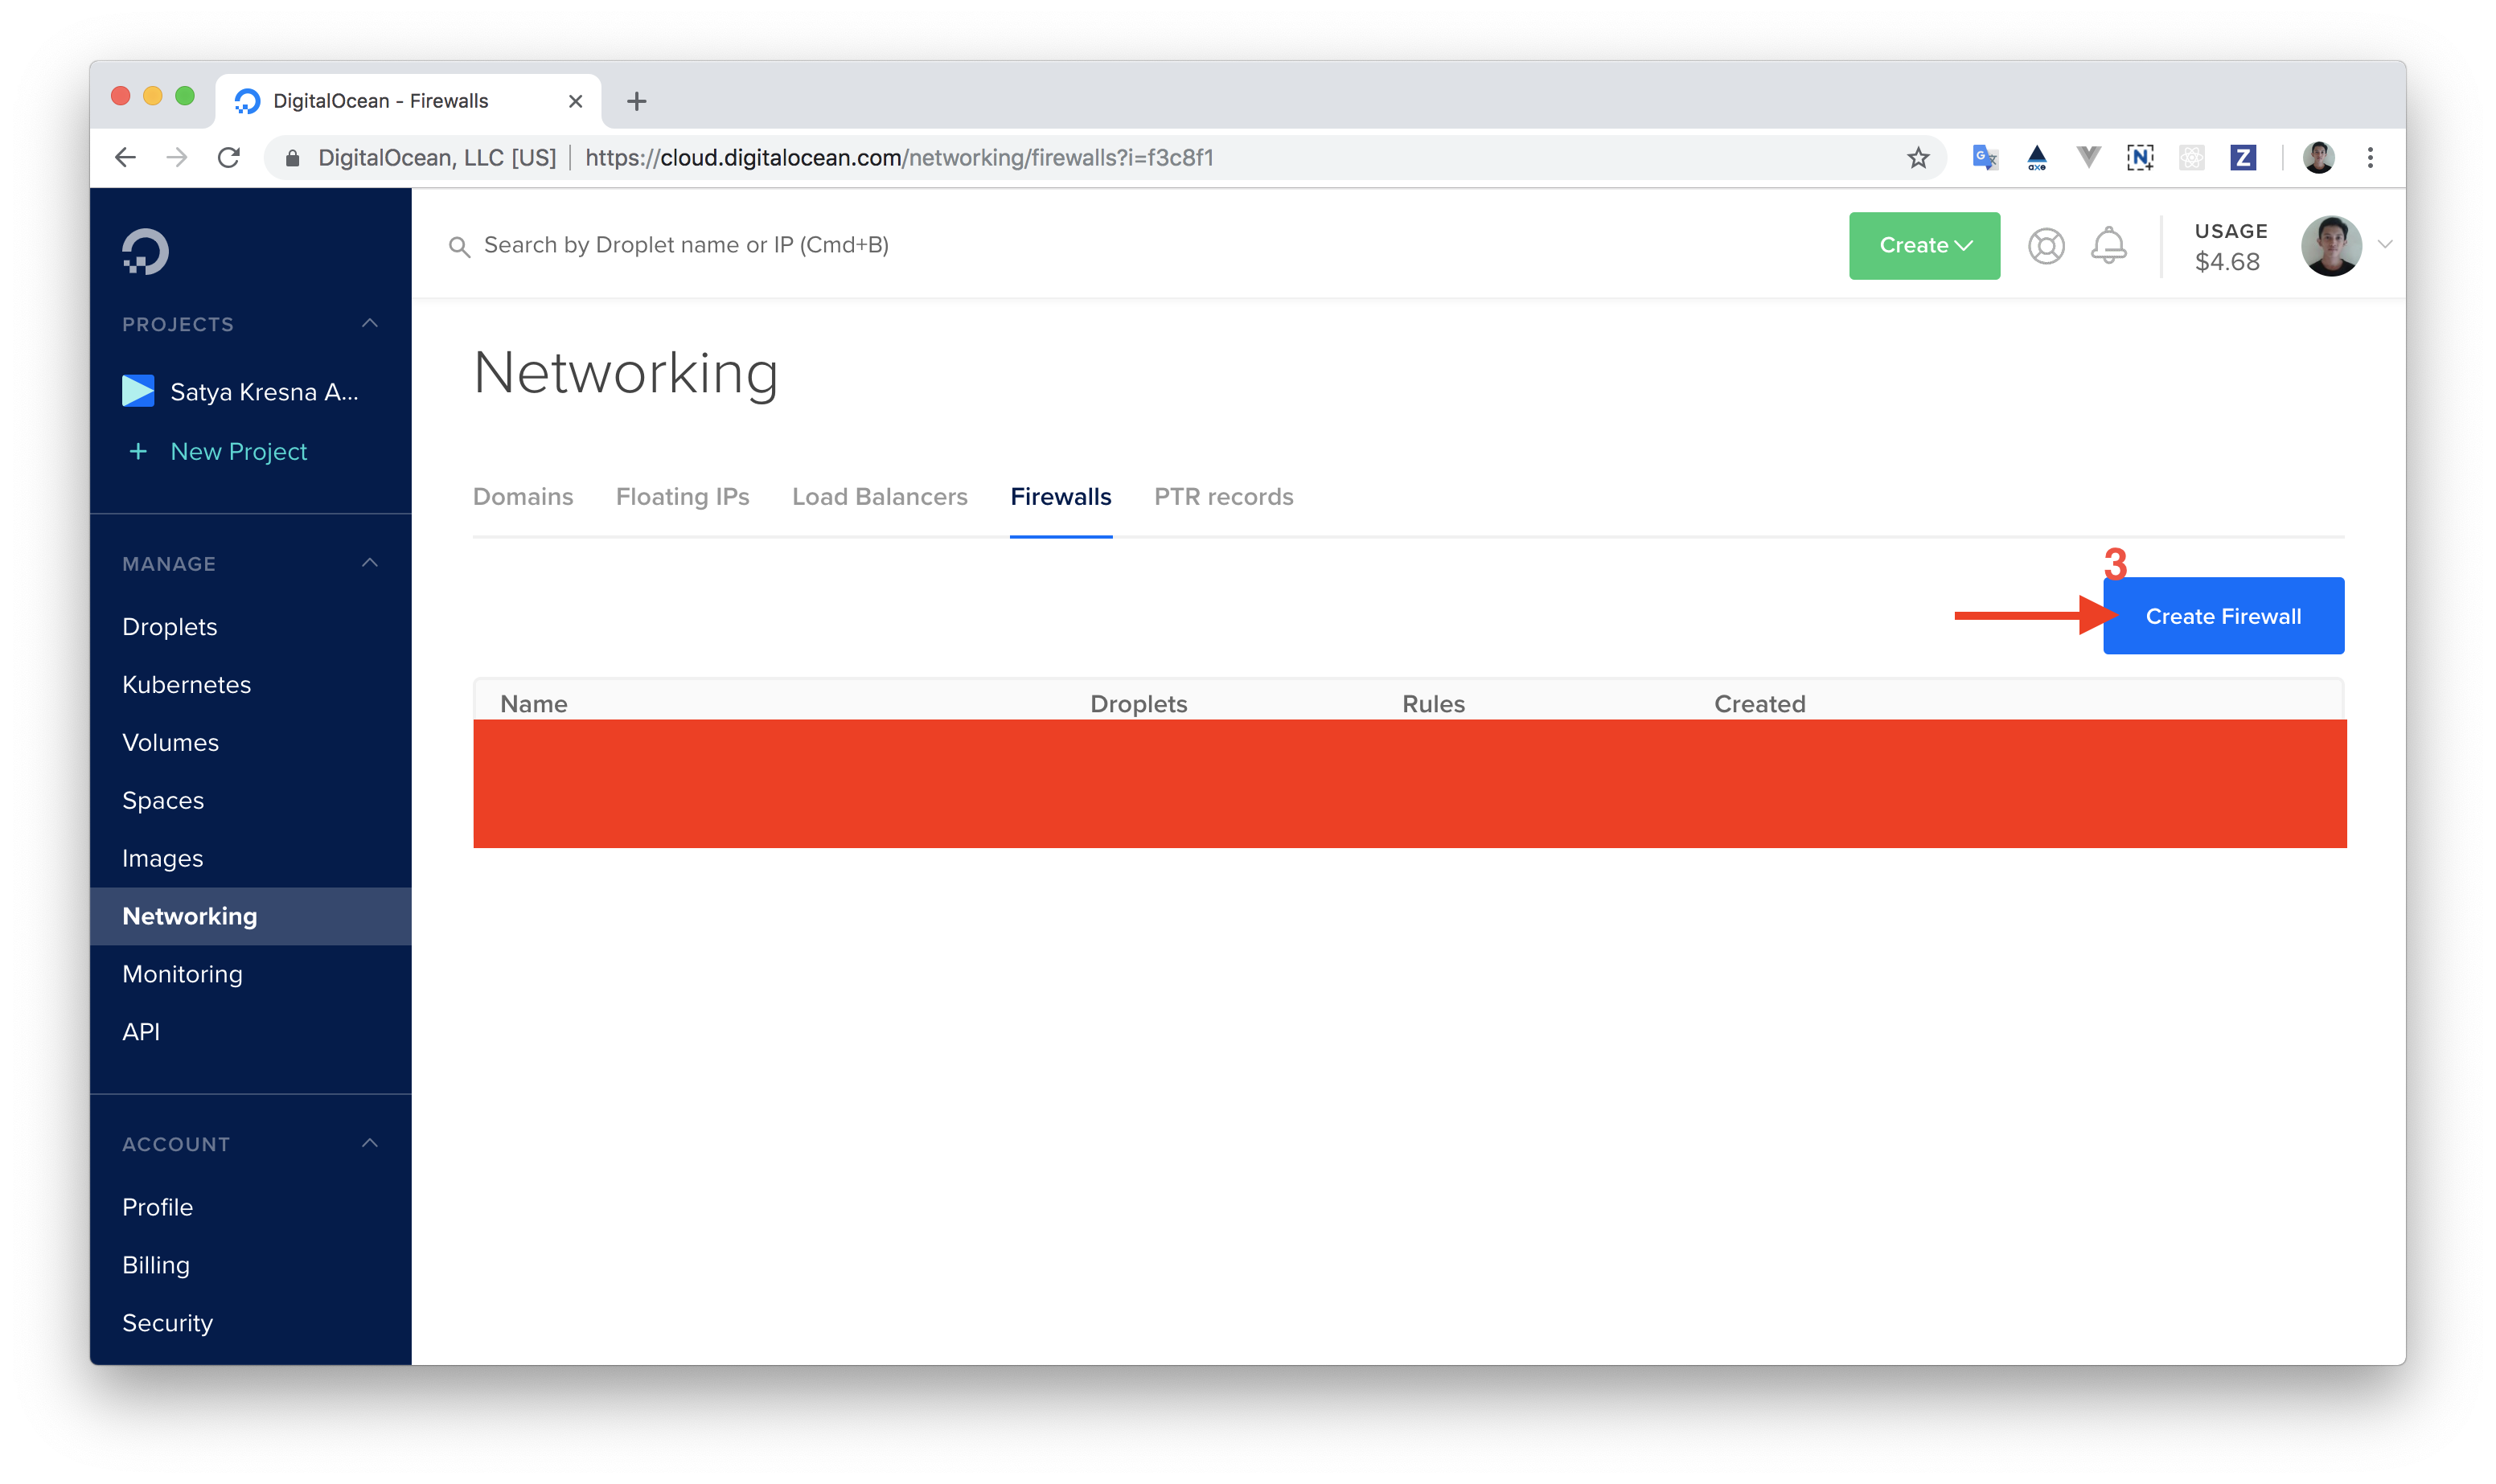 DigitalOcean - Firewalls
DigitalOcean, LLC [US] | https://cloud.digitalocean.com/networking/firewalls?i=f3c8f1
axe
N
Z
Search by Droplet name or IP (Cmd+B)
Create
USAGE
$4.68
PROJECTS
Satya Kresna A...
+ New Project
MANAGE
Droplets
Kubernetes
Volumes
Spaces
Images
Networking
Monitoring
API
ACCOUNT
Profile
Billing
Security
Networking
Domains Floating IPs Load Balancers Firewalls PTR records
3
Create Firewall
Name Droplets Rules Created